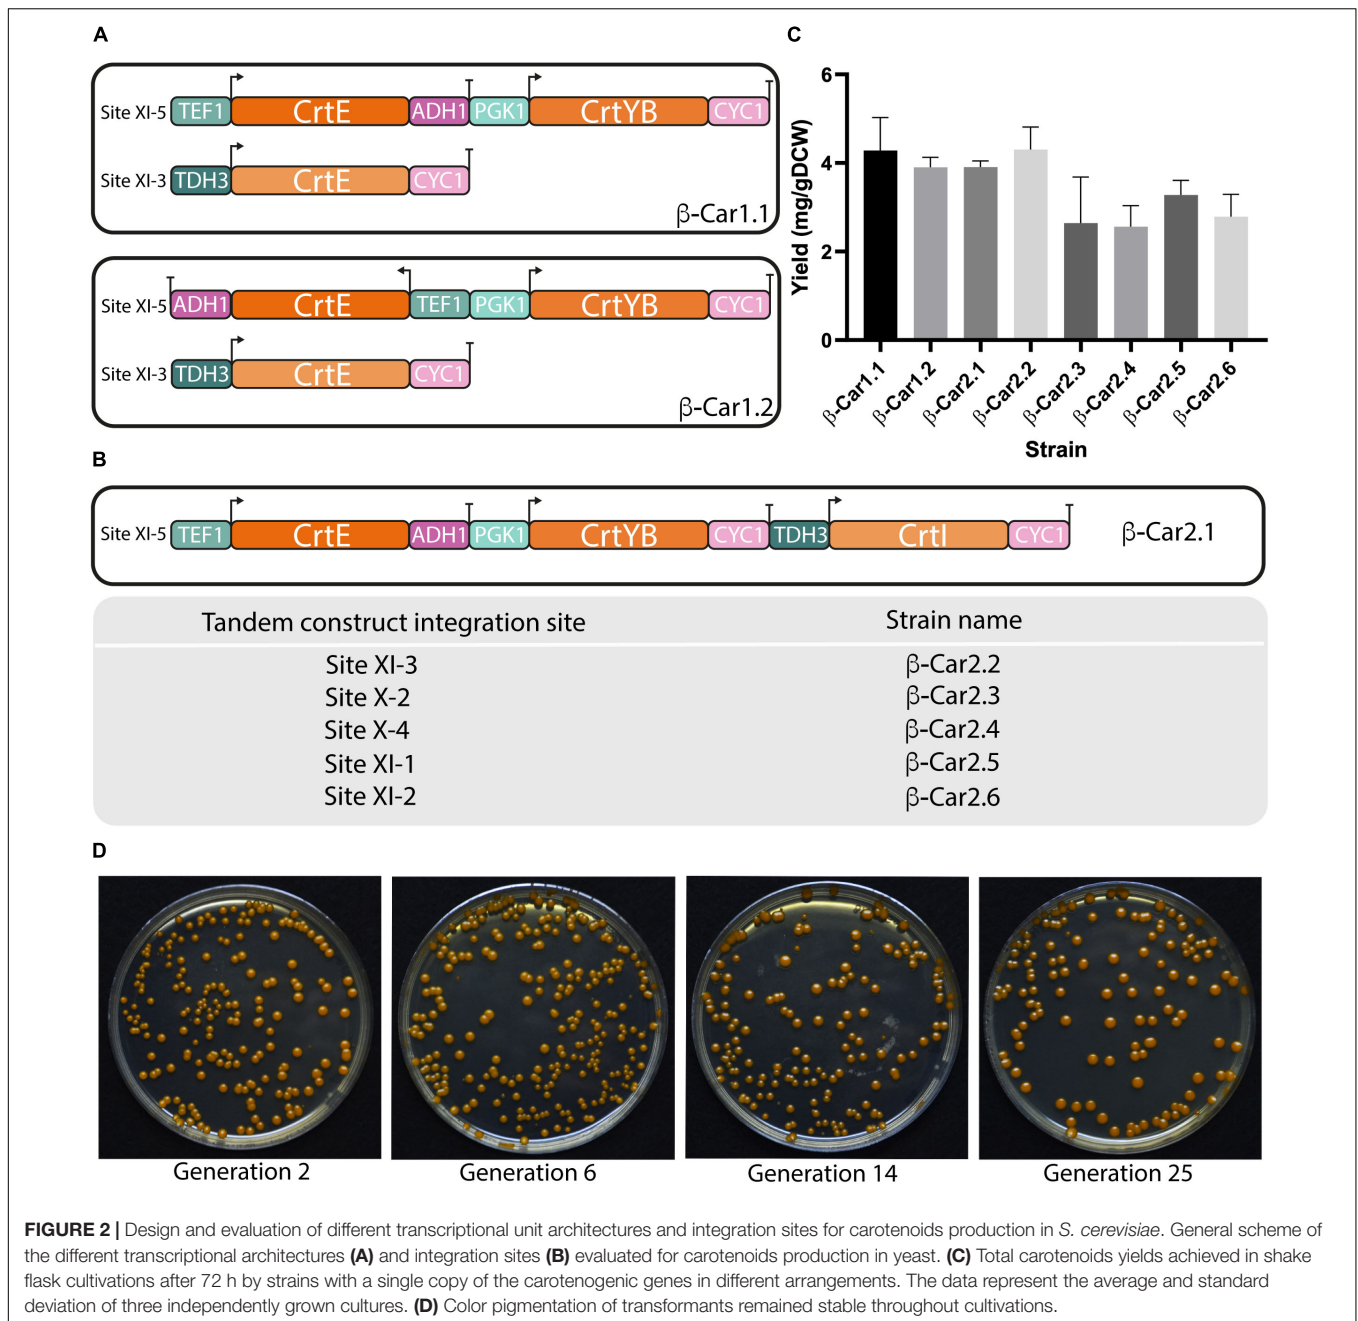 A
Site XI-5 TEF1 CrtE ADH1 PGK1 CrtYB CYC1
Site XI-3 TDH3 CrtE CYC1
β-Car1.1
Site XI-5 ADH1 CrtE TEF1 PGK1 CrtYB CYC1
Site XI-3 TDH3 CrtE CYC1
β-Car1.2
C
Yield (mg/gDCW)
6
4
2
0
β-Car1.1
β-Car1.2
β-Car2.1
β-Car2.2
β-Car2.3
β-Car2.4
β-Car2.5
β-Car2.6
Strain
B
Site XI-5 TEF1 CrtE ADH1 PGK1 CrtYB CYC1 TDH3 CrtI CYC1 β-Car2.1
Tandem construct integration site Strain name
Site XI-3 β-Car2.2
Site X-2 β-Car2.3
Site X-4 β-Car2.4
Site XI-1 β-Car2.5
Site XI-2 β-Car2.6
D
Generation 2 Generation 6 Generation 14 Generation 25
FIGURE 2 | Design and evaluation of different transcriptional unit architectures and integration sites for carotenoids production in S. cerevisiae. General scheme of
the different transcriptional architectures (A) and integration sites (B) evaluated for carotenoids production in yeast. (C) Total carotenoids yields achieved in shake
flask cultivations after 72 h by strains with a single copy of the carotenogenic genes in different arrangements. The data represent the average and standard
deviation of three independently grown cultures. (D) Color pigmentation of transformants remained stable throughout cultivations.